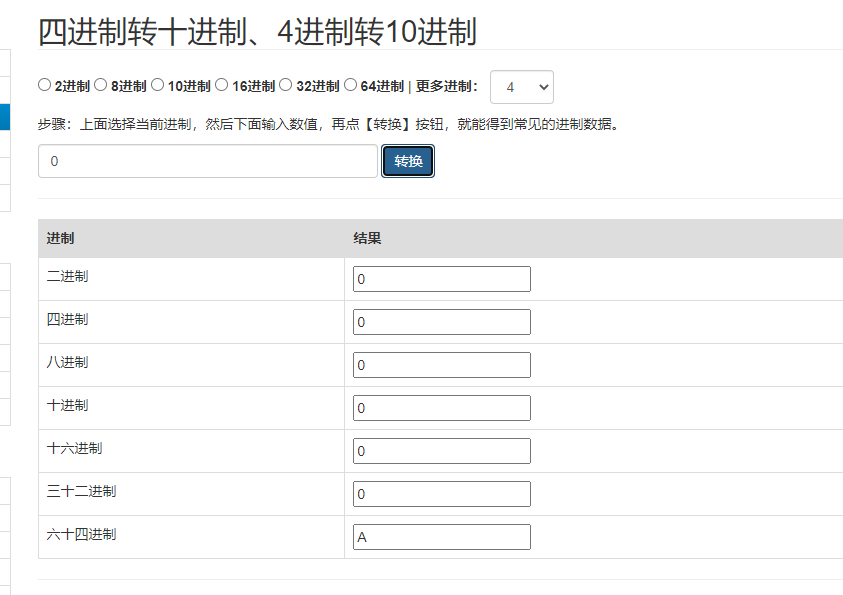 四进制转十进制、4进制转10进制
2进制 8进制 10进制 16进制 32进制 64进制 | 更多进制： 4
步骤：上面选择当前进制，然后下面输入数值，再点【转换】按钮，就能得到常见的进制数据。
0 转换
进制 结果
二进制 0
四进制 0
八进制 0
十进制 0
十六进制 0
三十二进制 0
六十四进制 A